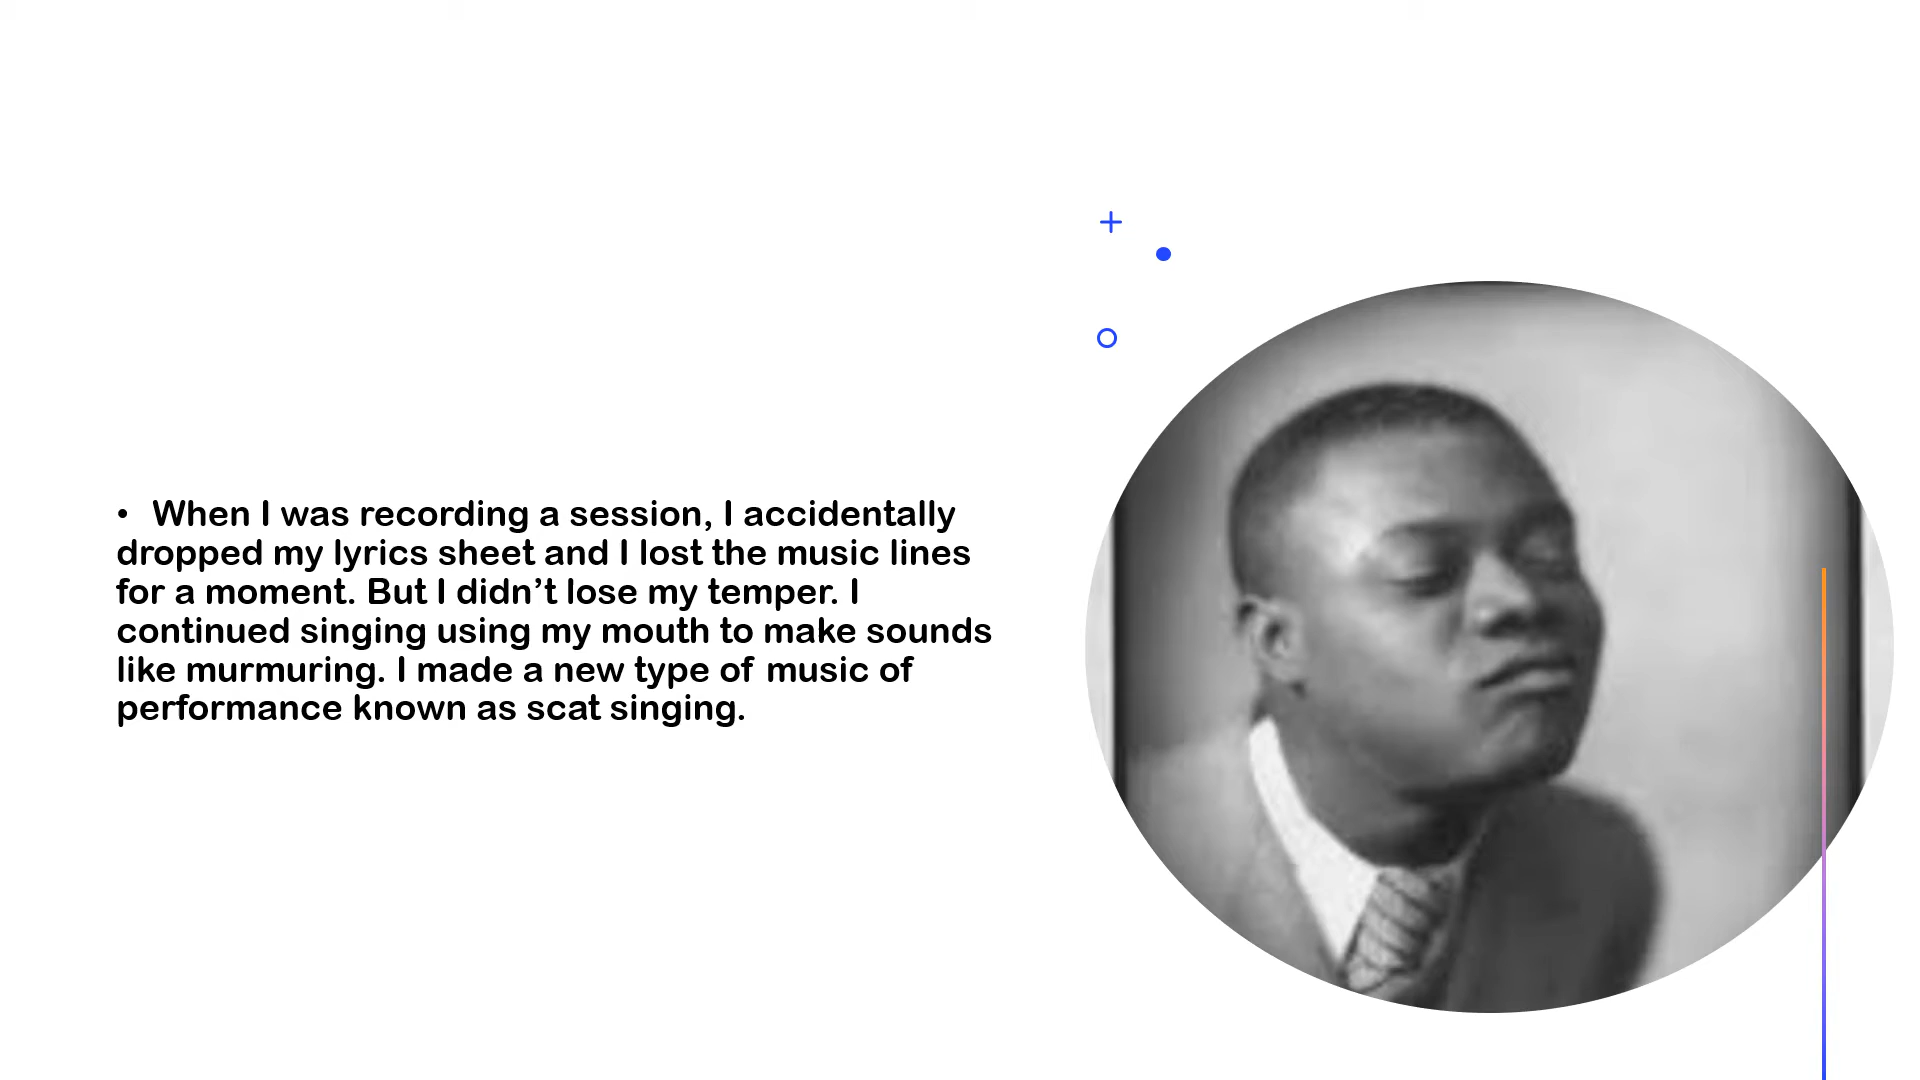 • When I was recording a session, I accidentally
dropped my lyrics sheet and I lost the music lines
for a moment. But I didn’t lose my temper. I
continued singing using my mouth to make sounds
like murmuring. I made a new type of music of
performance known as scat singing.